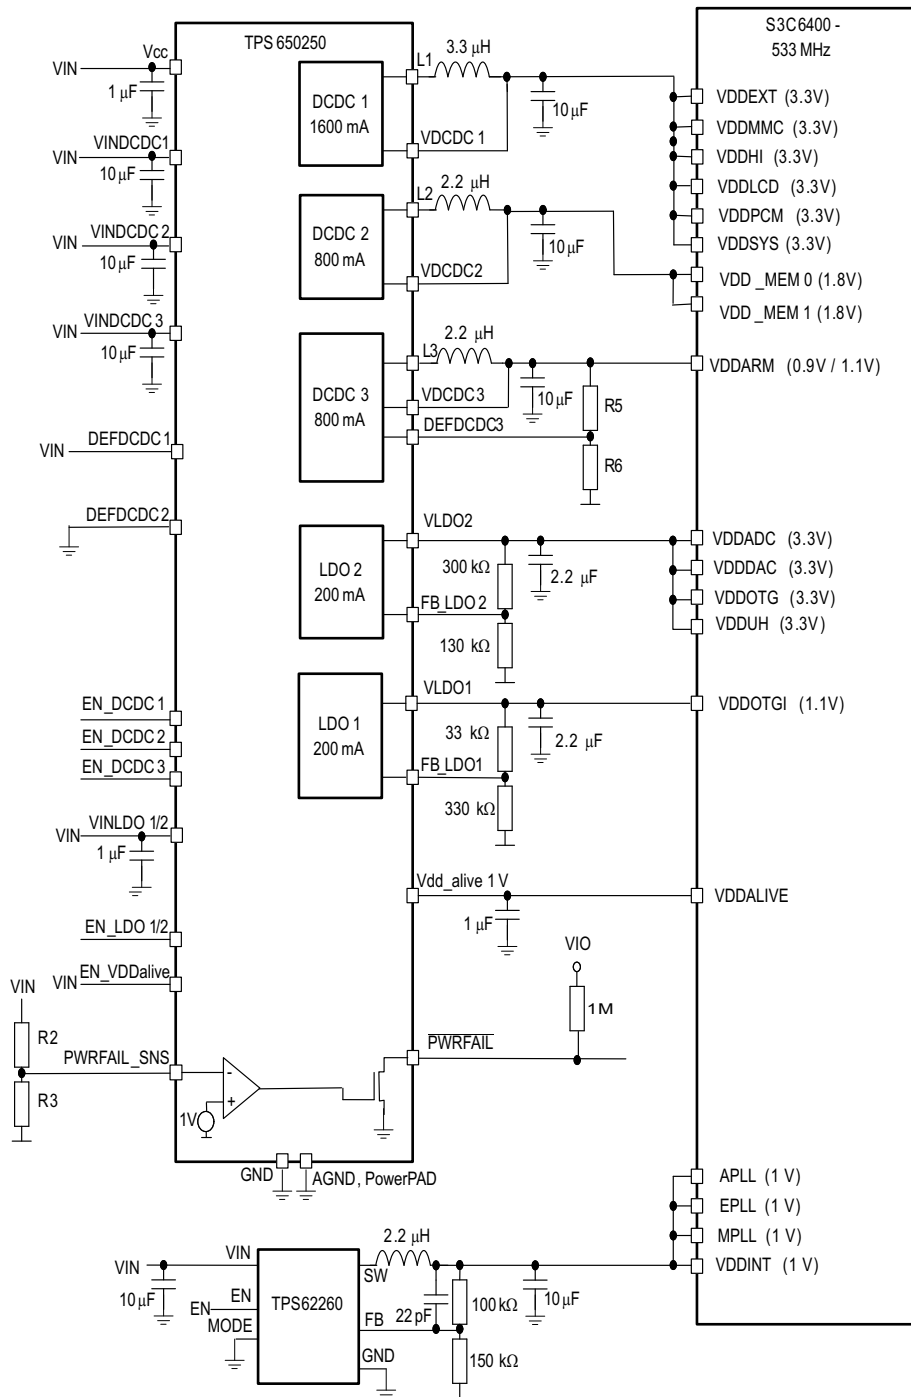 S3C6400 -
533 MHz
TPS 650250
VIN
Vcc
1 µF
L1
3.3 µH
DCDC 1
1600 mA
10 µF
VDCDC 1
VDDEXT (3.3V)
VDDMMC (3.3V)
VDDHI (3.3V)
VDDLCD (3.3V)
VDDPCM (3.3V)
VDDSYS (3.3V)
VIN
VINDCDC1
10 µF
L2
2.2 µH
DCDC 2
800 mA
10 µF
VDCDC2
VDD _MEM 0 (1.8V)
VDD _MEM 1 (1.8V)
VIN
VINDCDC 2
10 µF
VIN
VINDCDC 3
10 µF
2.2 µH
L3
DCDC 3
800 mA
VDCDC 3
10 µF
DEFDCDC3
R5
R6
VDDARM (0.9V / 1.1V)
VIN
DEFDCDC 1
DEFDCDC 2
VLDO2
LDO 2
200 mA
300 kΩ
2.2 µF
FB_LDO 2
130 kΩ
VDDADC (3.3V)
VDDDAC (3.3V)
VDDOTG (3.3V)
VDDUH (3.3V)
VLDO1
LDO 1
200 mA
33 kΩ
2.2 µF
FB_LDO1
330 kΩ
VDDOTGI (1.1V)
EN_DCDC 1
EN_DCDC 2
EN_DCDC 3
VIN
VINLDO 1/2
1 µF
Vdd_alive 1 V
1 µF
VDDALIVE
EN_LDO 1/2
VIN
EN_VDDalive
VIN
R2
PWRFAIL_SNS
R3
-
+
1V
VIO
1M
PWRFAIL
GND
AGND, PowerPAD
APLL (1 V)
EPLL (1 V)
MPLL (1 V)
VDDINT (1 V)
VIN
10 µF
VIN
EN
EN
MODE
TPS62260
2.2 µH
SW
22 pF
100 kΩ
10 µF
FB
GND
150 kΩ